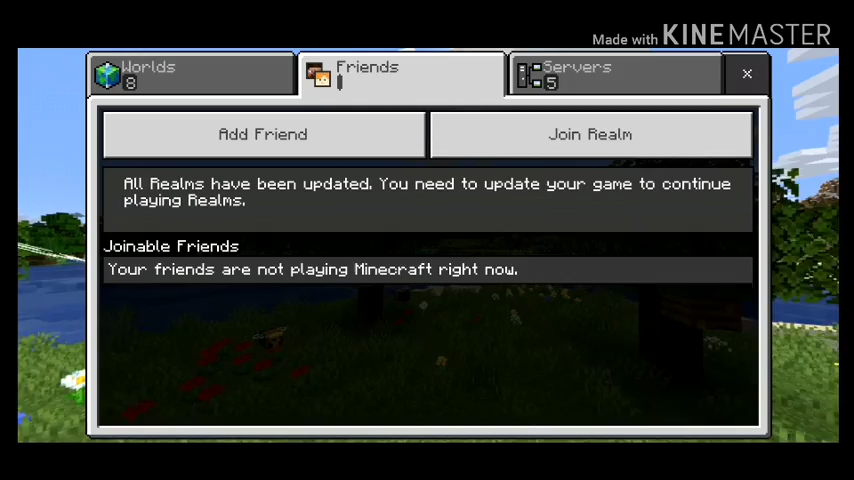 Made with KINEMASTER
Worlds
8
Friends
Servers
5
Add Friend
Join Realm
All Realms have been updated. You need to update your game to continue
playing Realms.
Joinable Friends
Your friends are not playing Minecraft right now.